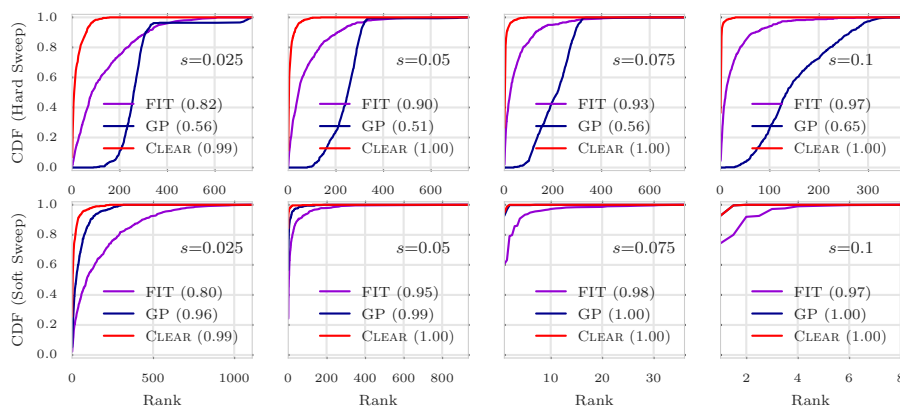 CDF (Hard Sweep)
1.0
0.8
0.6
0.4
0.2
0.0
s=0.025
FIT (0.82)
GP (0.56)
CLEAR (0.99)
0 200 400 600
s=0.05
FIT (0.90)
GP (0.51)
CLEAR (1.00)
0 200 400 600
s=0.075
FIT (0.93)
GP (0.56)
CLEAR (1.00)
0 200 400 600
s=0.1
FIT (0.97)
GP (0.65)
CLEAR (1.00)
0 100 200 300
CDF (Soft Sweep)
1.0
0.8
0.6
0.4
0.2
0.0
s=0.025
FIT (0.80)
GP (0.96)
CLEAR (0.99)
0 500 1000
Rank
s=0.05
FIT (0.95)
GP (0.99)
CLEAR (1.00)
0 200 400 600 800
Rank
s=0.075
FIT (0.98)
GP (1.00)
CLEAR (1.00)
10 20 30
Rank
s=0.1
FIT (0.97)
GP (1.00)
CLEAR (1.00)
2 4 6 8
Rank